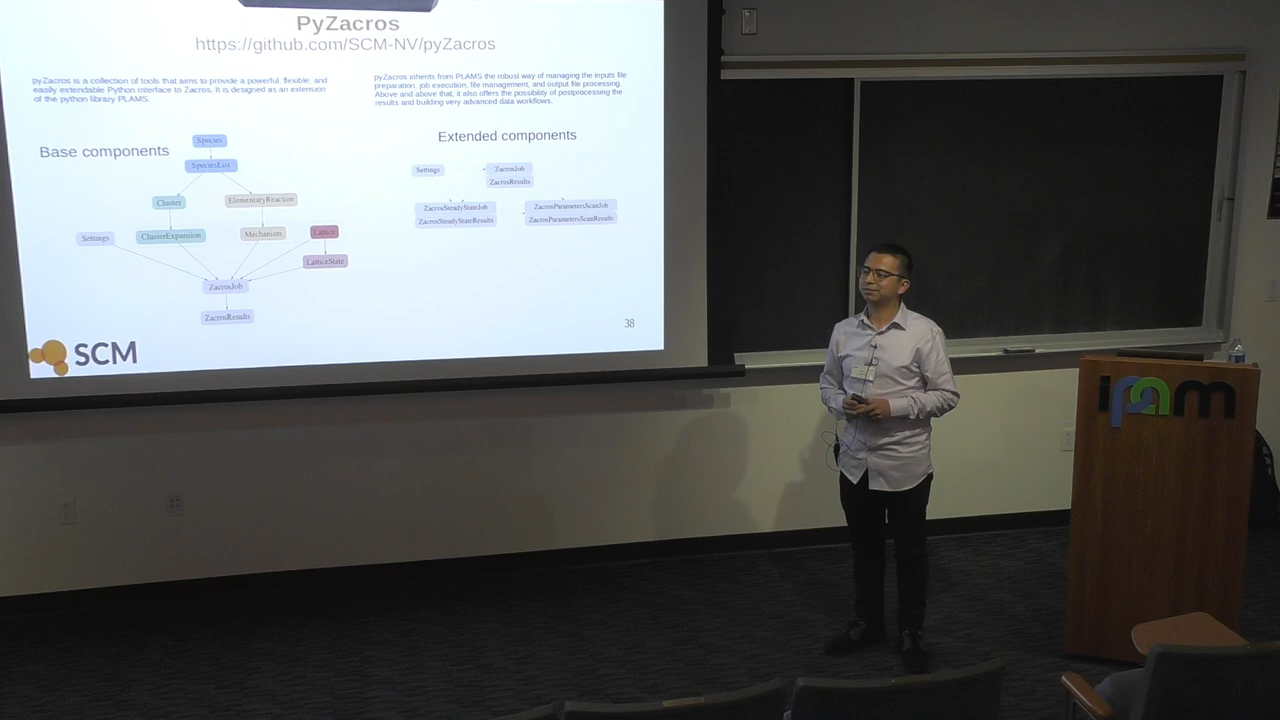 PyZacros
https://github.com/SCM-NV/pyZacros
pyZacros is a collection of tools that aims to provide a powerful, flexible, and
easily extendable Python interface to Zacros. It is designed as an extension
of the python library PLAMS.
pyZacros inherits from PLAMS the robust way of managing the inputs file
preparation, job execution, file management, and output file processing.
Above and above that, it also offers the possibility of postprocessing the
results and building very advanced data workflows.
Base components
Species
SpeciesList
Cluster
ElementaryReaction
Settings
ClusterExpansion
Mechanism
Lattice
LatticeState
ZacrosJob
ZacrosResults
Extended components
Settings
ZacrosJob
ZacrosResults
ZacrosSteadyStateJob
ZacrosSteadyStateResults
ZacrosParametersScanJob
ZacrosParametersScanResults
38
SCM
ipam